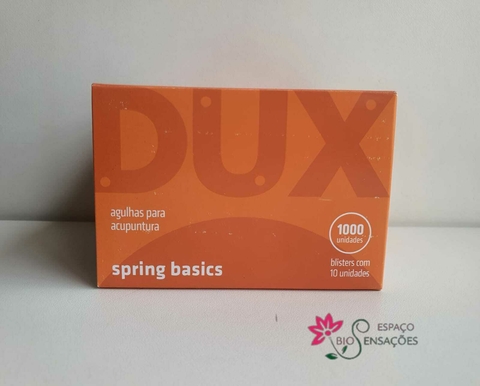 DUX
agulhas para
acupuntura
1000
unidades
spring basics
blisters com
10 unidades
ESPAÇO
BIO SENSAÇÕES